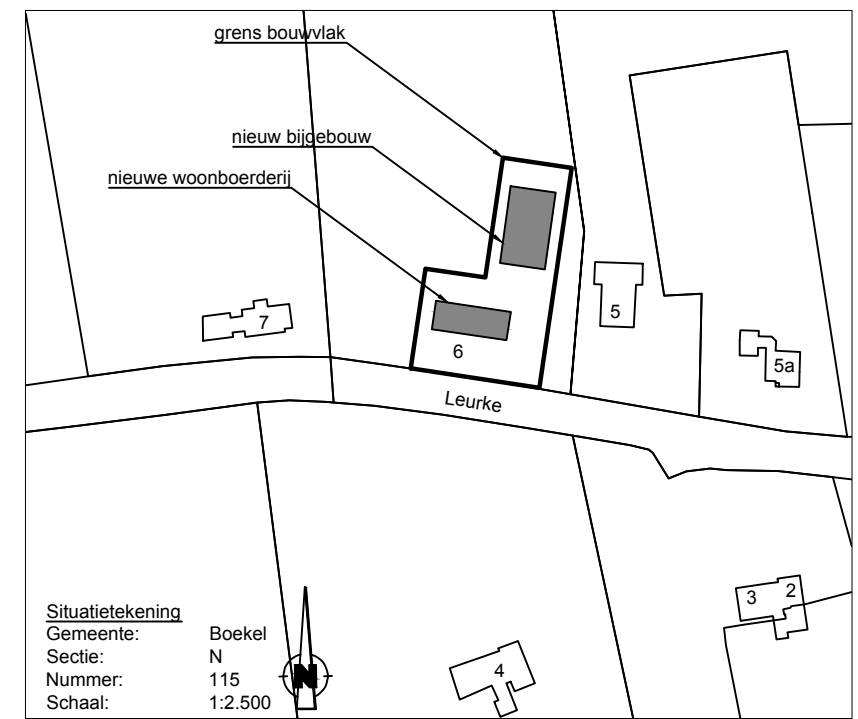 grens bouwvlak
nieuw bijgebouw
nieuwe woonboerderij
7
6
5
5a
Leurke
3
2
4
Situatietekening
Gemeente: Boekel
Sectie: N
Nummer: 115
Schaal: 1:2.500
N